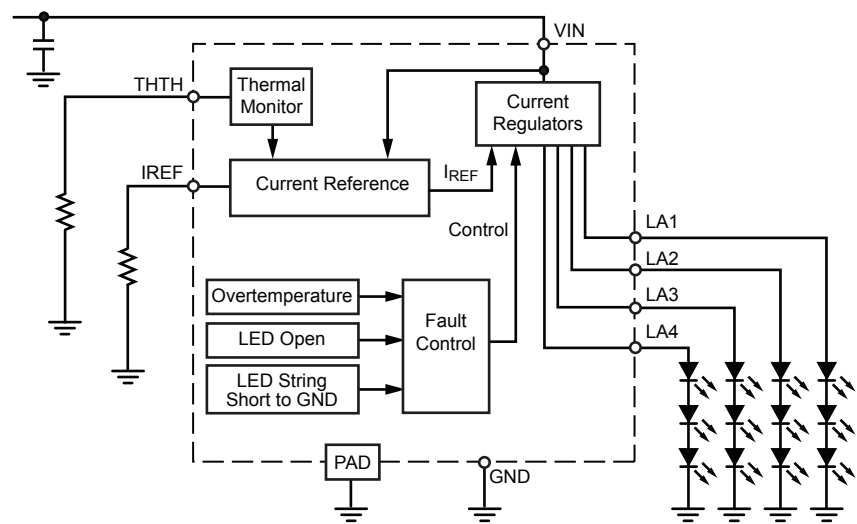 VIN
THTH
Thermal
Monitor
Current
Regulators
IREF
Current Reference
IREF
Control
LA1
LA2
LA3
LA4
Overtemperature
LED Open
LED String
Short to GND
Fault
Control
PAD
GND